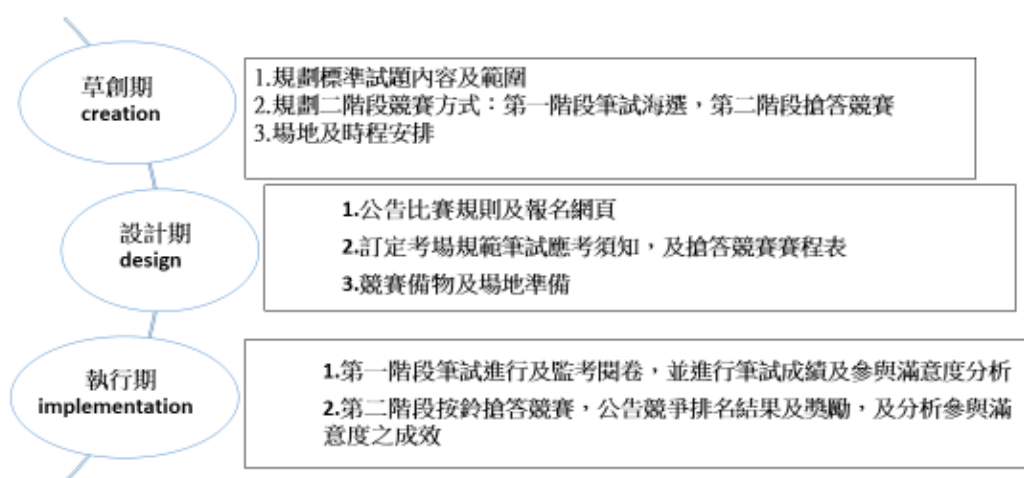 草創期
creation
1.規劃標準試題內容及範圍
2.規劃二階段競賽方式：第一階段筆試海選，第二階段搶答競賽
3.場地及時程安排
設計期
design
1.公告比賽規則及報名網頁
2.訂定考場規範筆試應考須知，及搶答競賽賽程表
3.競賽備物及場地準備
執行期
implementation
1.第一階段筆試進行及監考閱卷，並進行筆試成績及參與滿意度分析
2.第二階段按鈴搶答競賽，公告競爭排名結果及獎勵，及分析參與滿
意度之成效